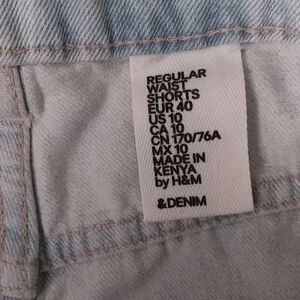 REGULAR
WAIST
SHORTS
EUR 40
US 10
CA 10
CN 170/76A
MX 10
MADE IN
KENYA
by H&M
&DENIM